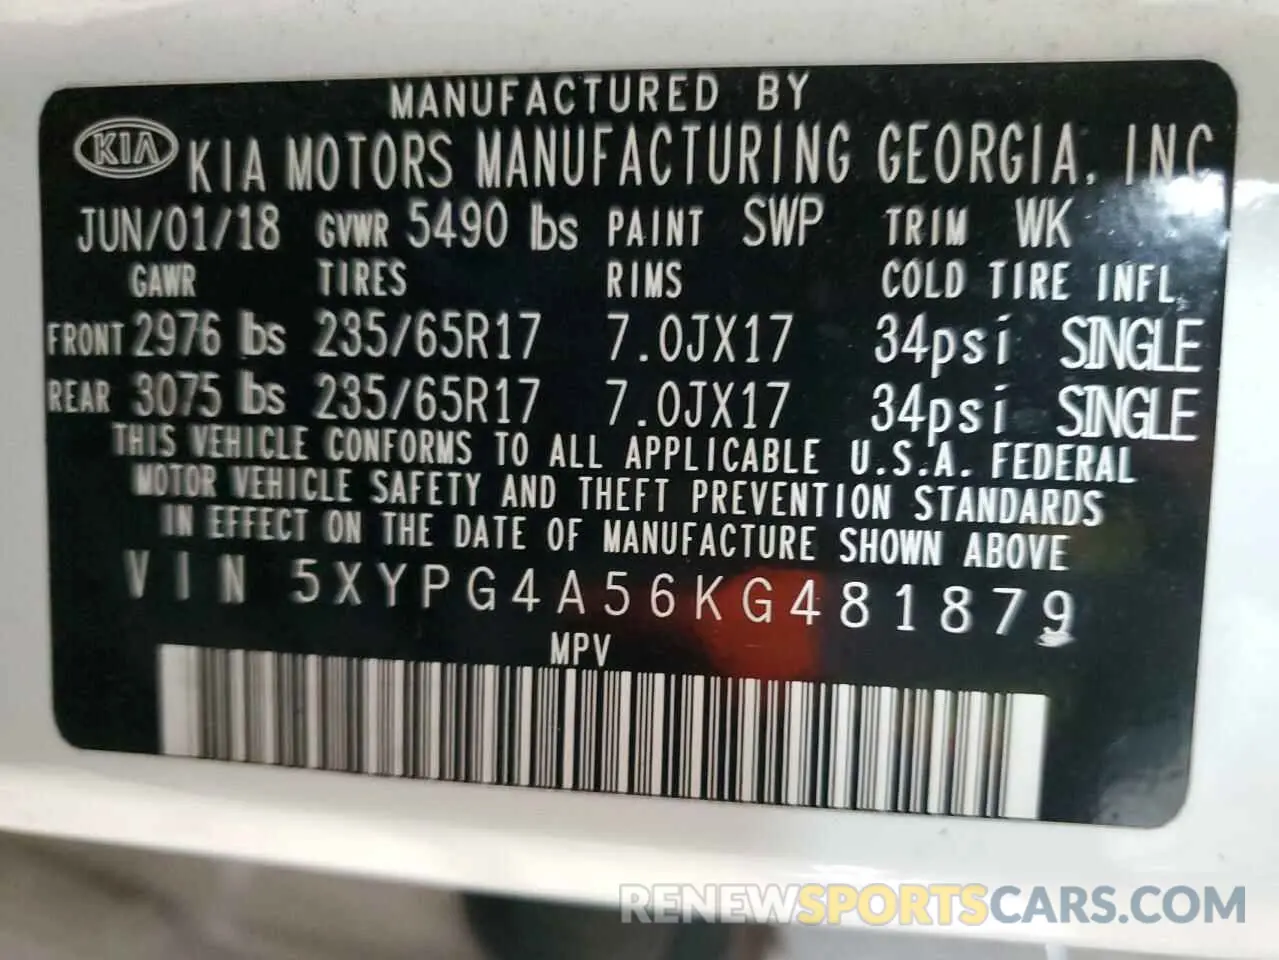 MANUFACTURED BY
KIA KIA MOTORS MANUFACTURING GEORGIA, INC
JUN/01/18 GVWR 5490 lbs PAINT SWP TRIM WK
GAWR TIRES RIMS COLD TIRE INFL
FRONT 2976 lbs 235/65R17 7.0JX17 34psi SINGLE
REAR 3075 lbs 235/65R17 7.0JX17 34psi SINGLE
THIS VEHICLE CONFORMS TO ALL APPLICABLE U.S.A. FEDERAL
MOTOR VEHICLE SAFETY AND THEFT PREVENTION STANDARDS
IN EFFECT ON THE DATE OF MANUFACTURE SHOWN ABOVE
VIN 5XYPG4A56KG481879
MPV
RENEWSPORTSCARS.COM